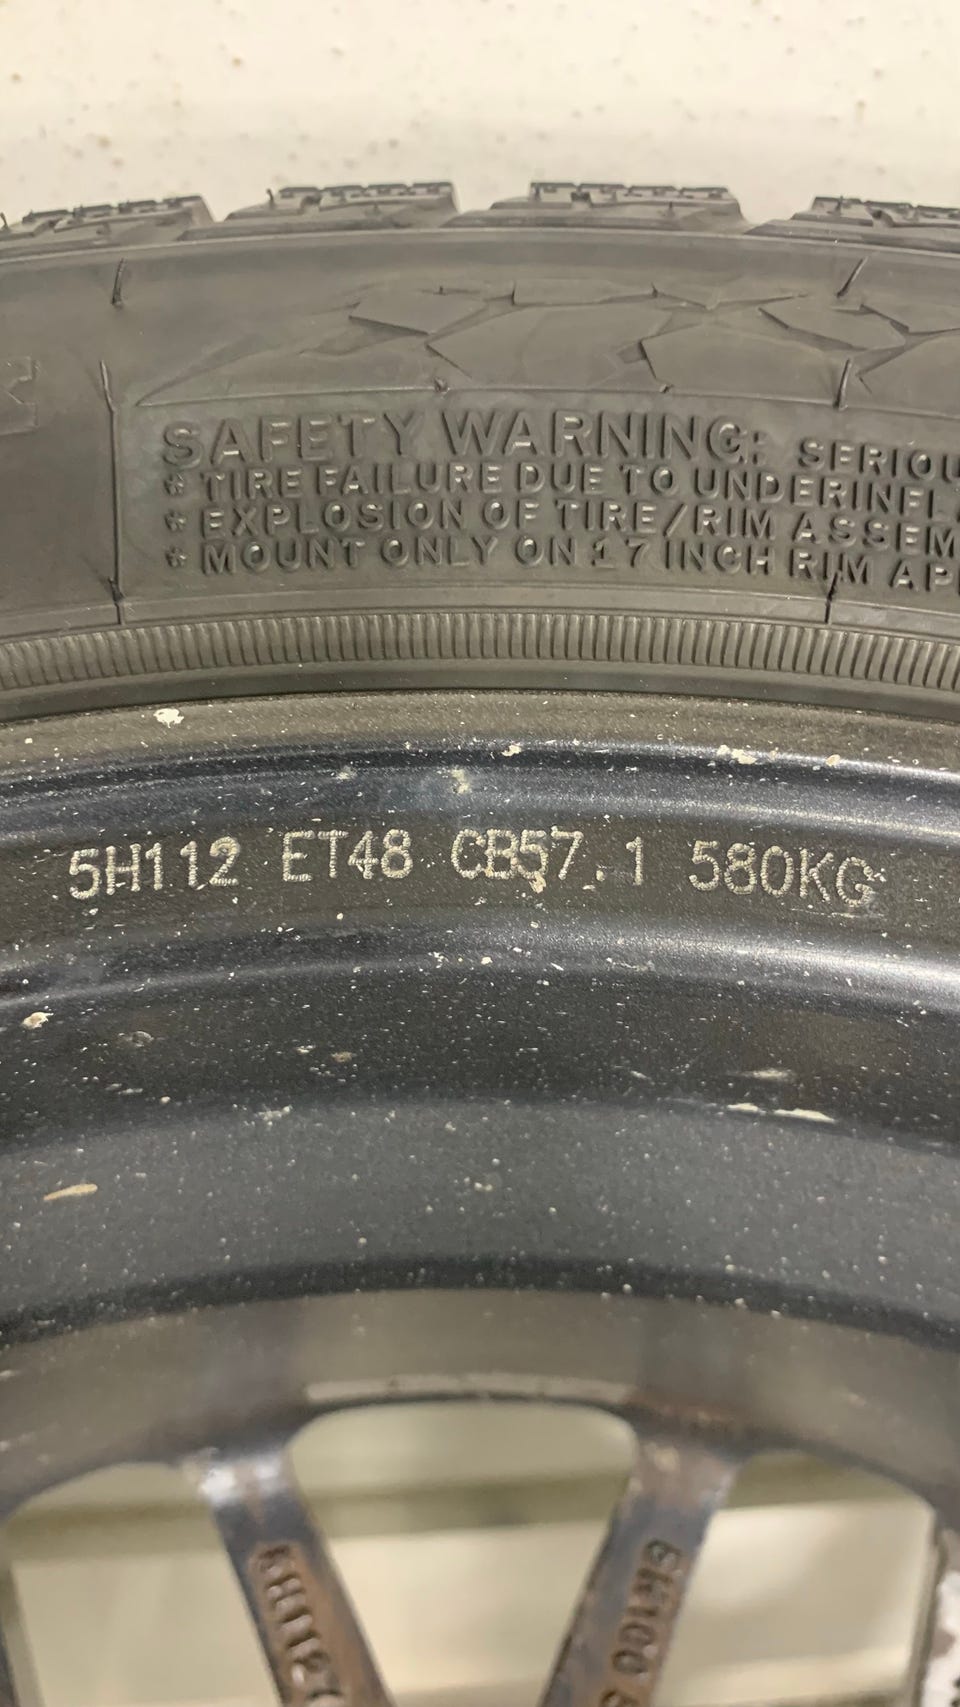 SAFETY WARNING: SERIOU
* TIRE FAILURE DUE TO UNDERINFL
* EXPLOSION OF TIRE/RIM ASSEM
* MOUNT ONLY ON 17 INCH RIM AP
5H112 ET48 CB57.1 580KG
5H112